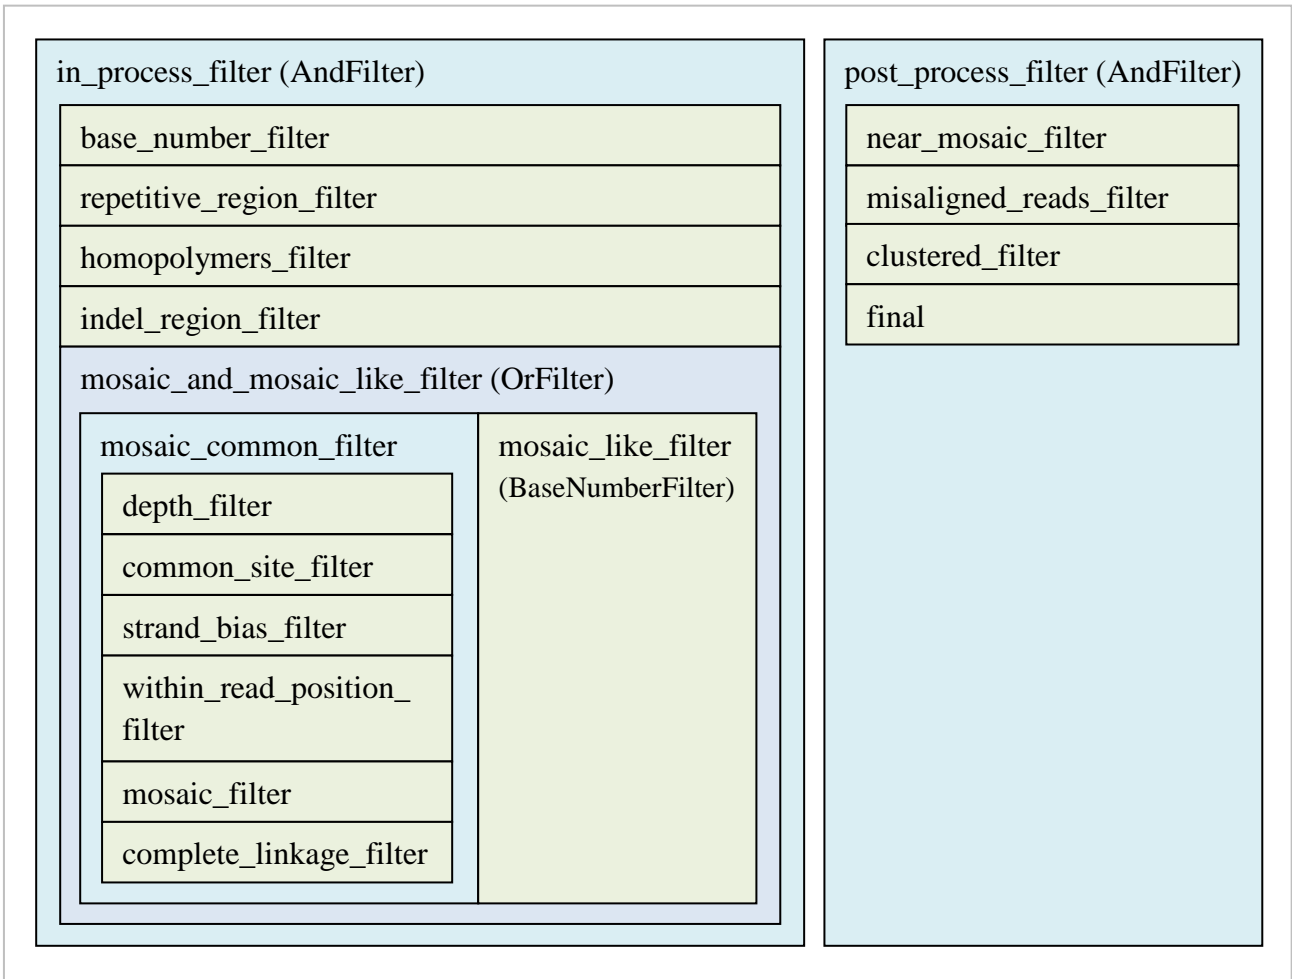 in_process_filter (AndFilter)
base_number_filter
repetitive_region_filter
homopolymers_filter
indel_region_filter
mosaic_and_mosaic_like_filter (OrFilter)
mosaic_common_filter
depth_filter
common_site_filter
strand_bias_filter
within_read_position_
filter
mosaic_filter
complete_linkage_filter
mosaic_like_filter
(BaseNumberFilter)
post_process_filter (AndFilter)
near_mosaic_filter
misaligned_reads_filter
clustered_filter
final